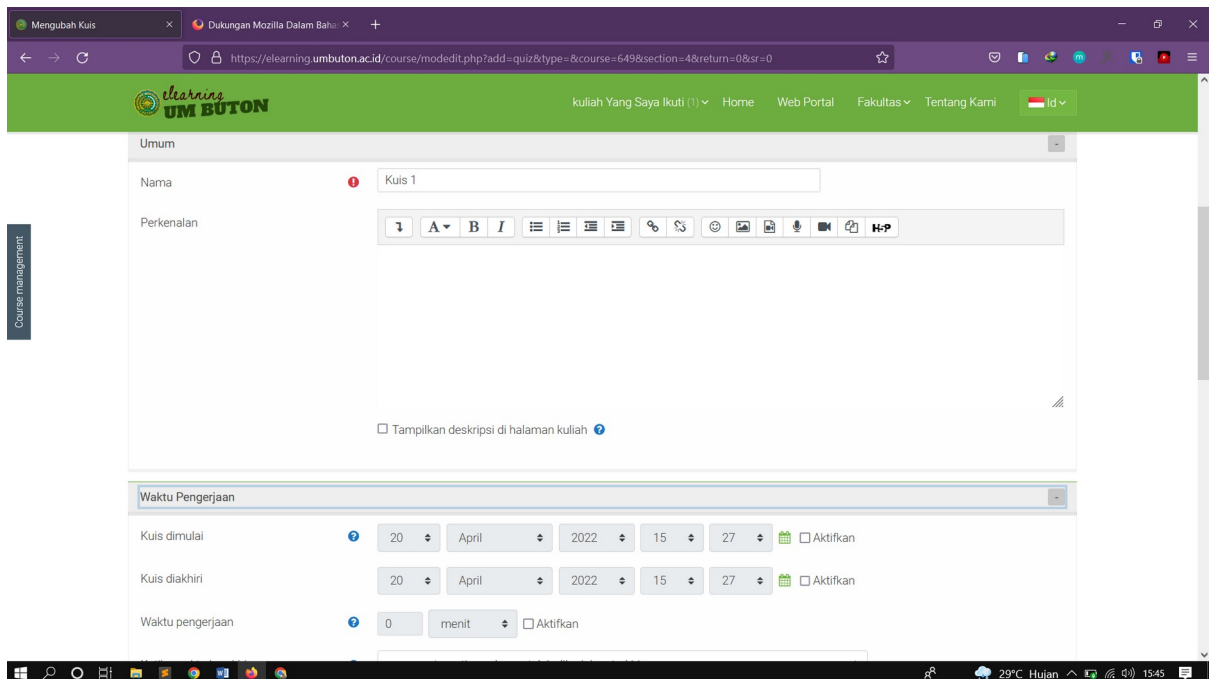 Mengubah Kuis
Dukungan Mozilla Dalam Baha
https://elearning.umbuton.ac.id/course/modedit.php?add=quiz&type=&course=649&section=4&return=0&sr=0
elearning
UM BUTON
kuliah Yang Saya Ikuti (1) Home Web Portal Fakultas Tentang Kami Id
Umum
Nama Kuis 1
Perkenalan
A B I H-P
Course management
Tampilkan deskripsi di halaman kuliah
Waktu Pengerjaan
Kuis dimulai 20 April 2022 15 27 Aktifkan
Kuis diakhiri 20 April 2022 15 27 Aktifkan
Waktu pengerjaan 0 menit Aktifkan
29°C Hujan 15:45